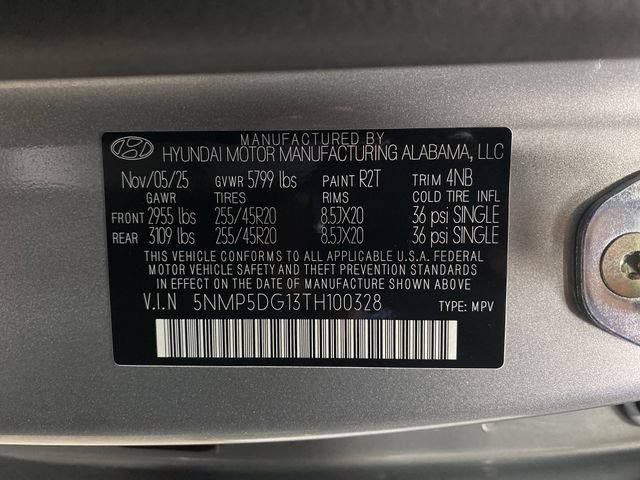 MANUFACTURED BY
HYUNDAI MOTOR MANUFACTURING ALABAMA, LLC
Nov/05/25 GVWR 5799 lbs PAINT R2T TRIM 4NB
GAWR TIRES RIMS COLD TIRE INFL
FRONT 2955 lbs 255/45R20 8.5JX20 36 psi SINGLE
REAR 3109 lbs 255/45R20 8.5JX20 36 psi SINGLE
THIS VEHICLE CONFORMS TO ALL APPLICABLE U.S.A. FEDERAL
MOTOR VEHICLE SAFETY AND THEFT PREVENTION STANDARDS
IN EFFECT ON THE DATE OF MANUFACTURE SHOWN ABOVE.
V.I.N 5NMP5DG13TH100328 TYPE: MPV